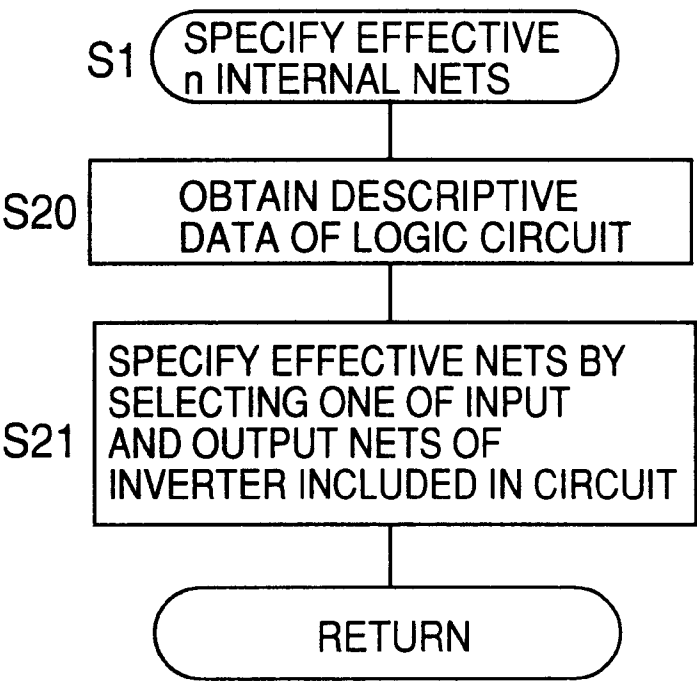 S1
SPECIFY EFFECTIVE
n INTERNAL NETS
S20
OBTAIN DESCRIPTIVE
DATA OF LOGIC CIRCUIT
S21
SPECIFY EFFECTIVE NETS BY
SELECTING ONE OF INPUT
AND OUTPUT NETS OF
INVERTER INCLUDED IN CIRCUIT
RETURN